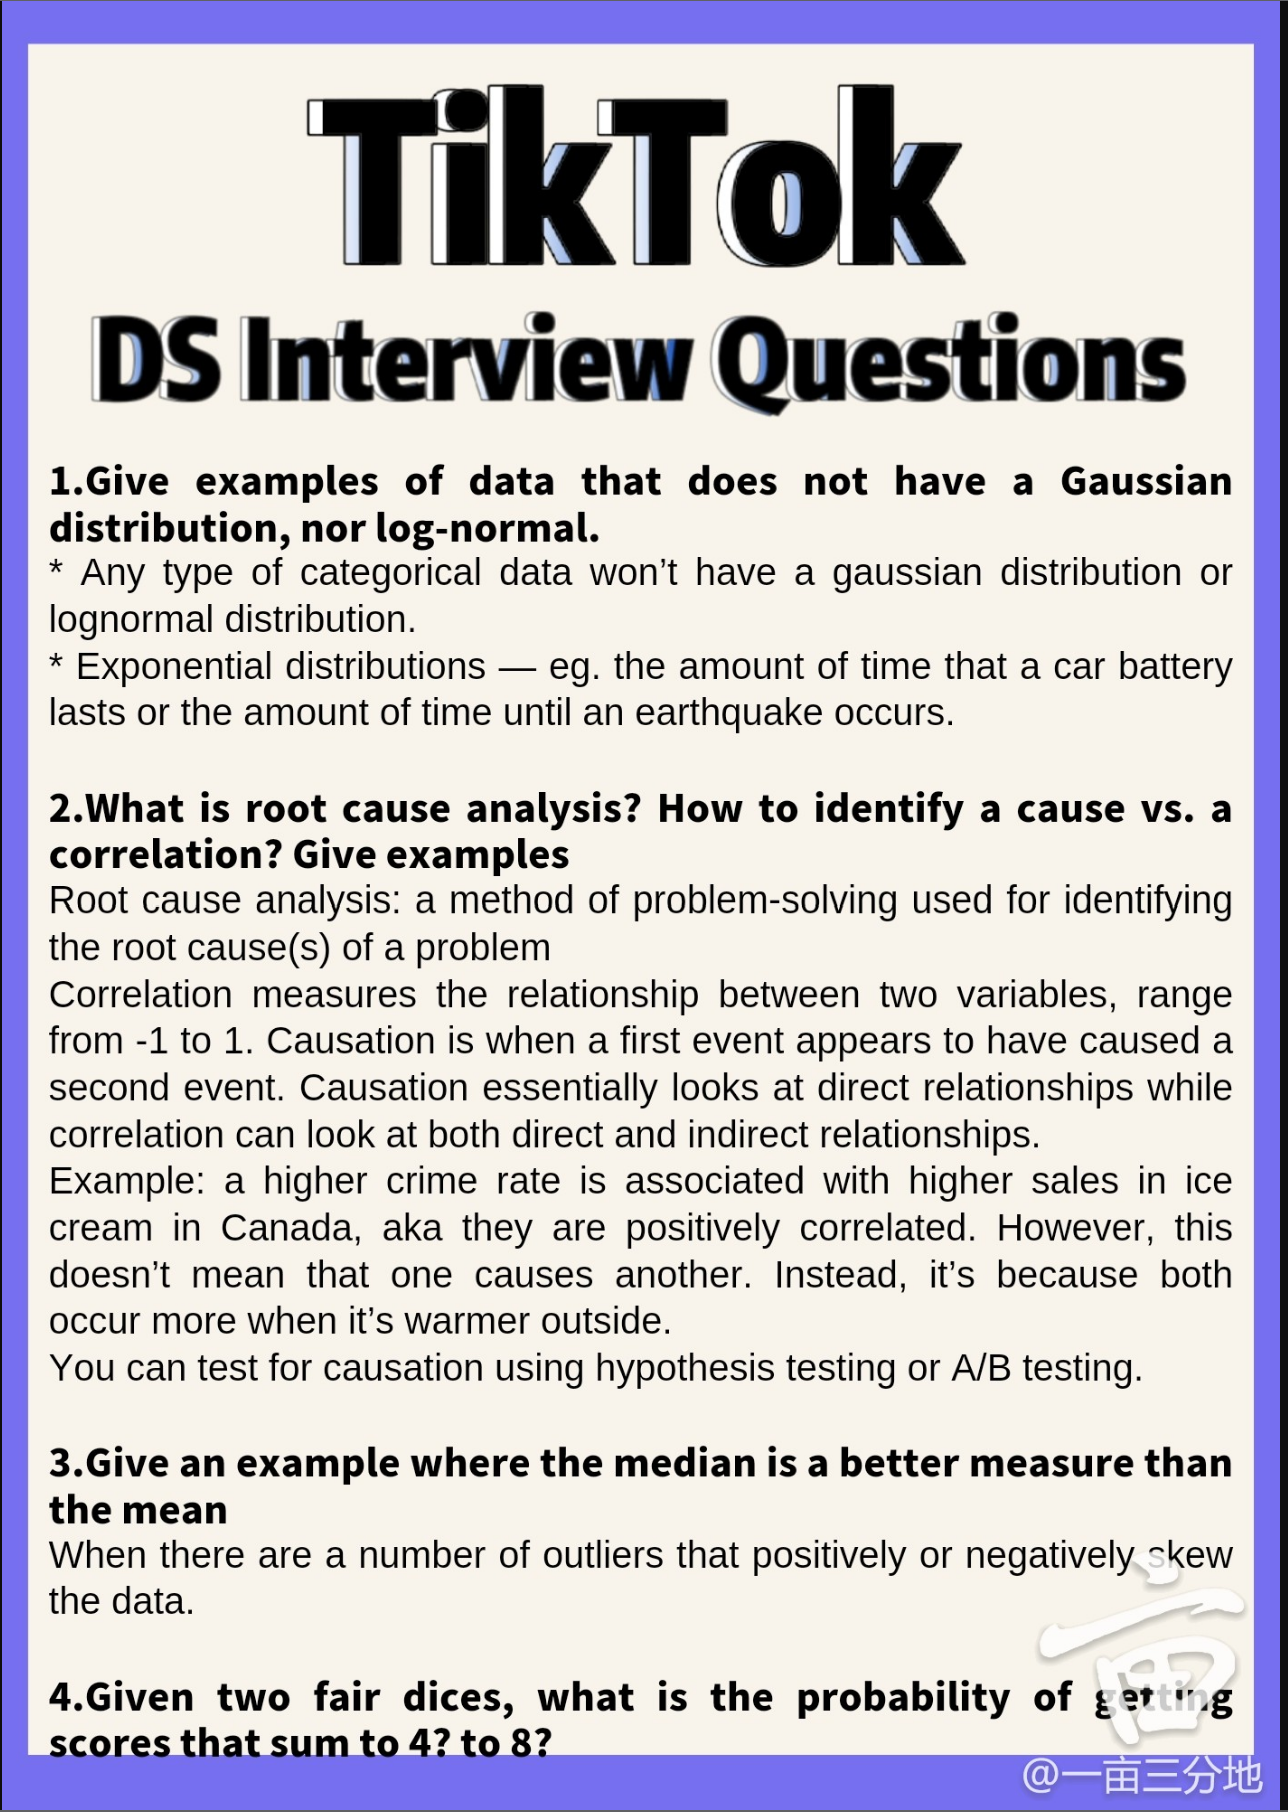 TikTok
DS Interview Questions
1.Give examples of data that does not have a Gaussian
distribution, nor log-normal.
* Any type of categorical data won’t have a gaussian distribution or
lognormal distribution.
* Exponential distributions — eg. the amount of time that a car battery
lasts or the amount of time until an earthquake occurs.
2.What is root cause analysis? How to identify a cause vs. a
correlation? Give examples
Root cause analysis: a method of problem-solving used for identifying
the root cause(s) of a problem
Correlation measures the relationship between two variables, range
from -1 to 1. Causation is when a first event appears to have caused a
second event. Causation essentially looks at direct relationships while
correlation can look at both direct and indirect relationships.
Example: a higher crime rate is associated with higher sales in ice
cream in Canada, aka they are positively correlated. However, this
doesn’t mean that one causes another. Instead, it’s because both
occur more when it’s warmer outside.
You can test for causation using hypothesis testing or A/B testing.
3.Give an example where the median is a better measure than
the mean
When there are a number of outliers that positively or negatively skew
the data.
4.Given two fair dices, what is the probability of getting
scores that sum to 4? to 8?
亩
@一亩三分地